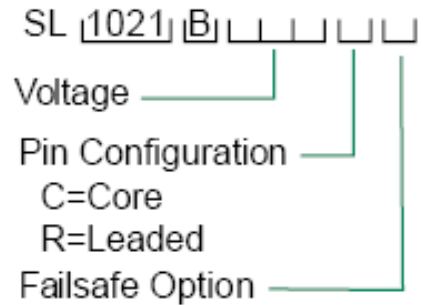 SL 1021 B
Voltage
Pin Configuration
C=Core
R=Leaded
Failsafe Option